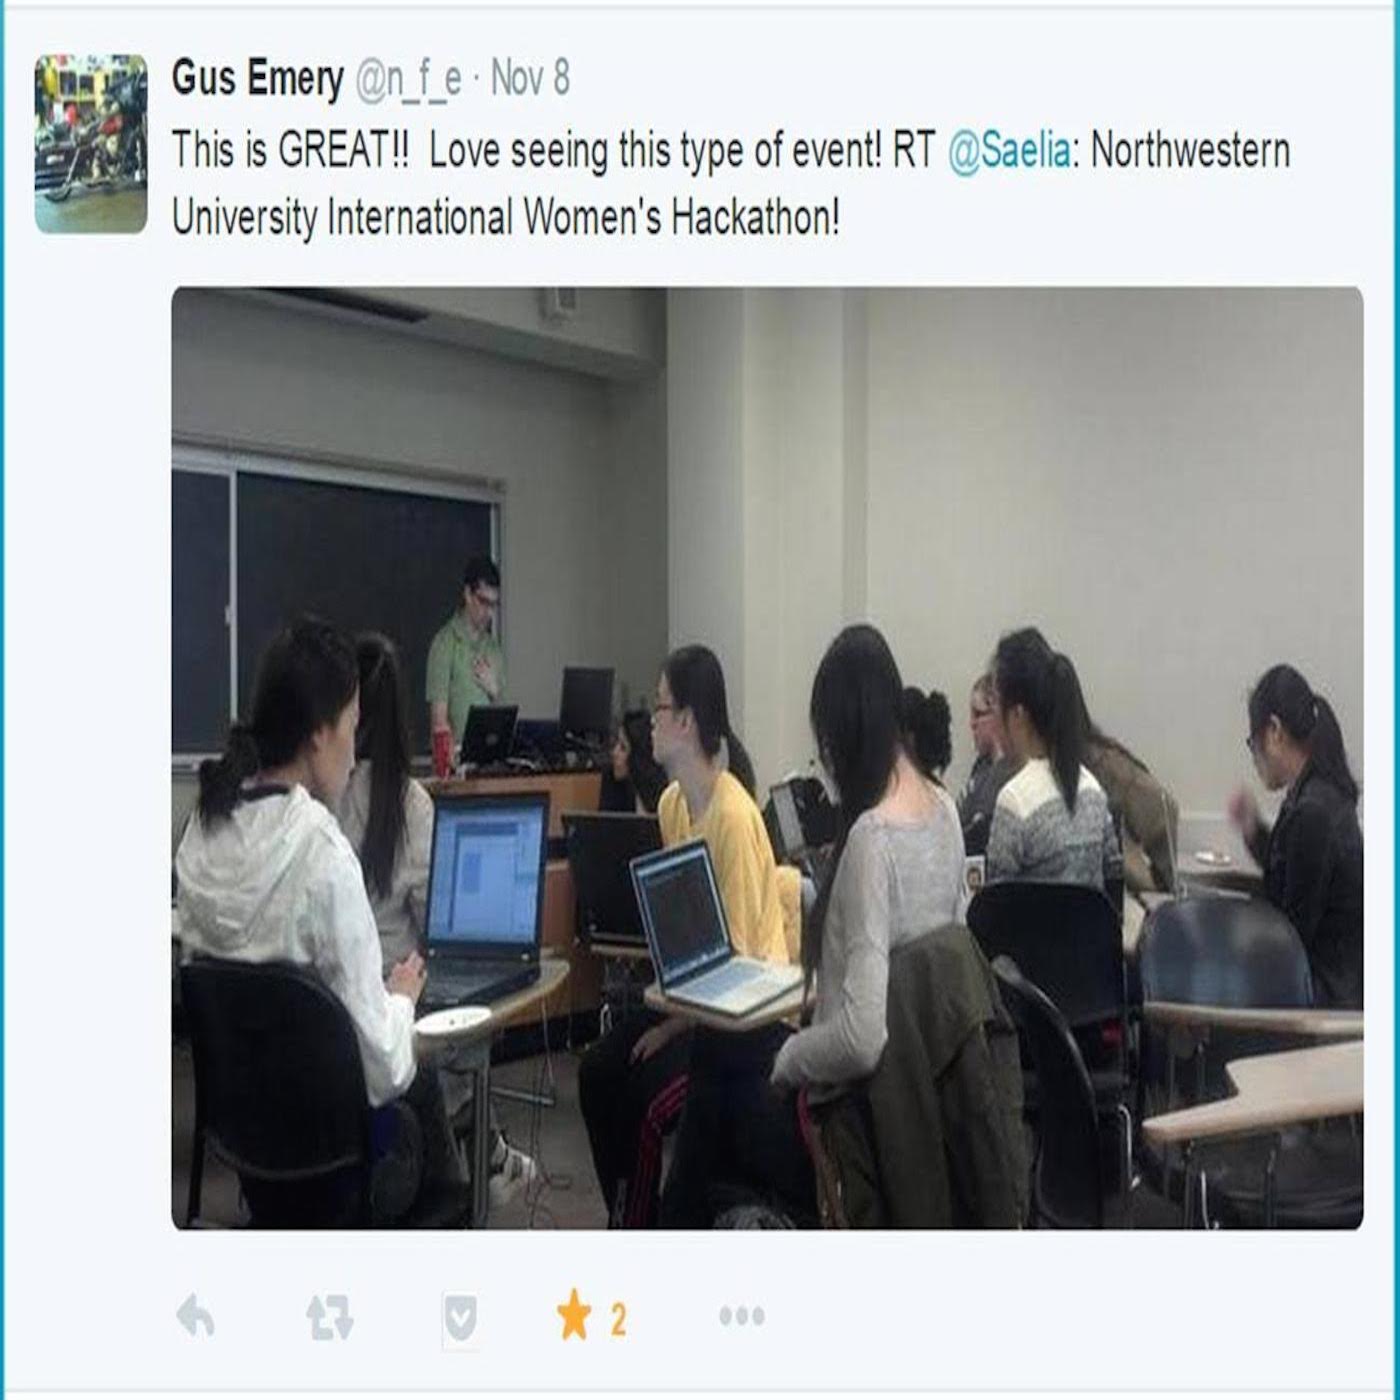 Gus Emery @n_f_e · Nov 8
This is GREAT!!  Love seeing this type of event! RT @Saelia: Northwestern
University International Women's Hackathon!
2